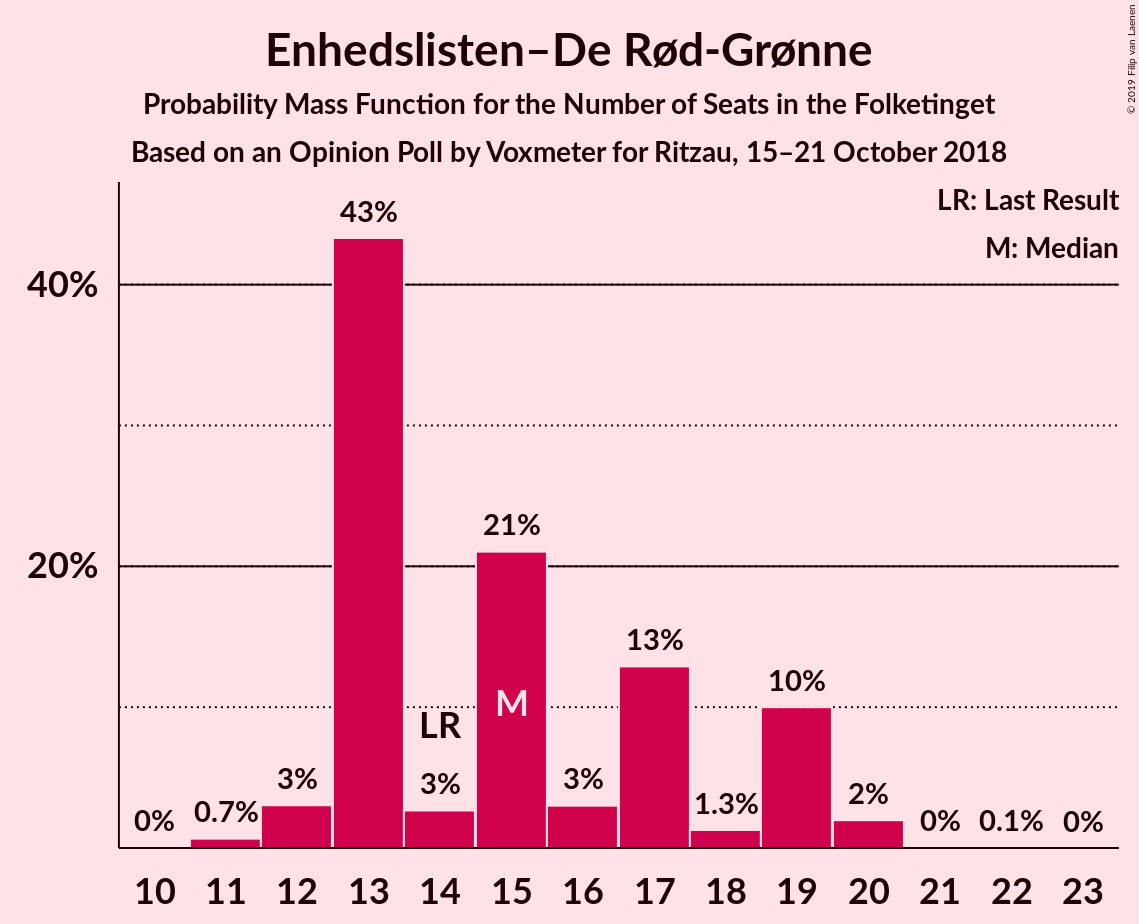 Enhedslisten–De Rød-Grønne
Probability Mass Function for the Number of Seats in the Folketinget
Based on an Opinion Poll by Voxmeter for Ritzau, 15–21 October 2018
© 2019 Filip van Laenen
LR: Last Result
M: Median
40%
20%
0%
0.7%
3%
43%
LR
3%
21%
M
3%
13%
1.3%
10%
2%
0%
0.1%
0%
10 11 12 13 14 15 16 17 18 19 20 21 22 23